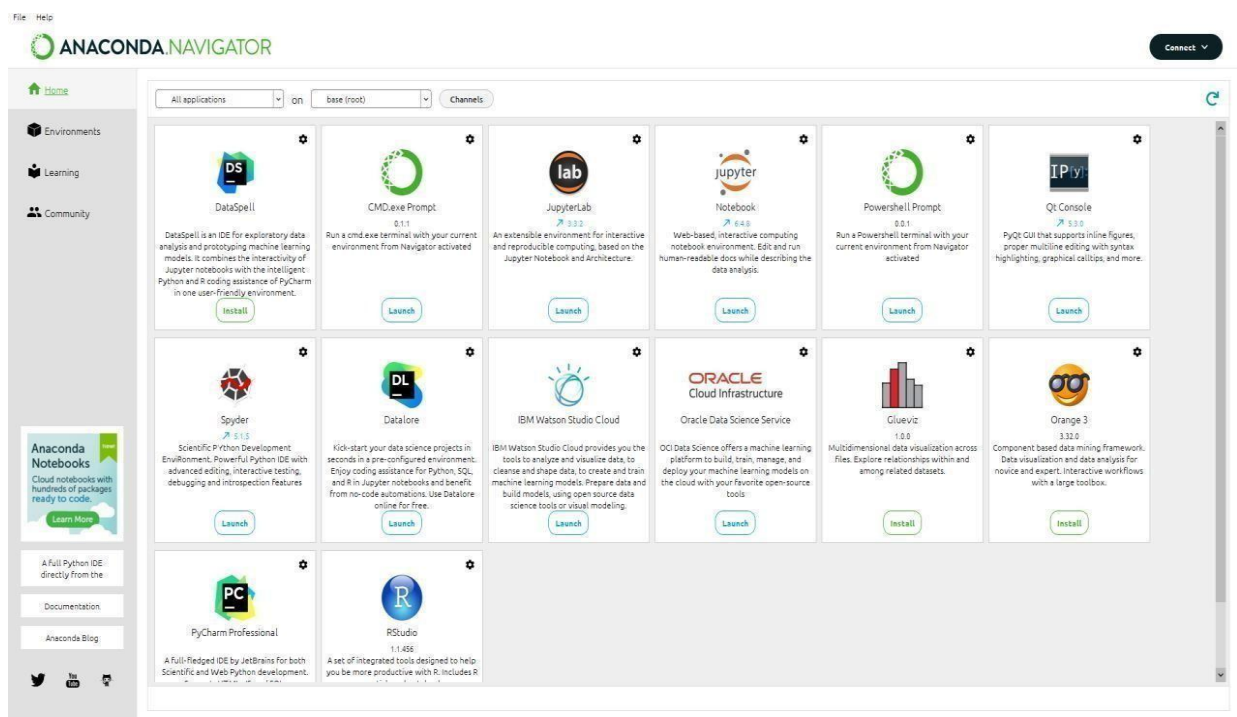 File Help
ANACONDA.NAVIGATOR
Connect
Home
Environments
Learning
Community
All applications on base (root) Channels
DS
DataSpell
DataSpell is an IDE for exploratory data
analysis and prototyping machine learning
models. It combines the interactivity of
Jupyter notebooks with the intelligent
Python and R coding assistance of PyCharm
in one user-friendly environment.
Install
CMD.exe Prompt
0.1.1
Run a cmd.exe terminal with your current
environment from Navigator activated
Launch
lab
JupyterLab
3.3.2
An extensible environment for interactive
and reproducible computing, based on the
Jupyter Notebook and Architecture.
Launch
jupyter
Notebook
6.4.8
Web-based, interactive computing
notebook environment. Edit and run
human-readable docs while describing the
data analysis.
Launch
Powershell Prompt
0.0.1
Run a Powershell terminal with your
current environment from Navigator
activated
Launch
IP[y]:
Qt Console
5.3.0
PyQt GUI that supports inline figures,
proper multiline editing with syntax
highlighting, graphical calltips, and more.
Launch
Spyder
5.1.5
Scientific PYthon Development
EnviRonment. Powerful Python IDE with
advanced editing, interactive testing,
debugging and introspection features
Launch
DL
Datalore
Kick-start your data science projects in
seconds in a pre-configured environment.
Enjoy coding assistance for Python, SQL,
and R in Jupyter notebooks and benefit
from no-code automations. Use Datalore
online for free.
Launch
IBM Watson Studio Cloud
IBM Watson Studio Cloud provides you the
tools to analyze and visualize data, to
cleanse and shape data, to create and train
machine learning models. Prepare data and
build models, using open source data
science tools or visual modeling.
Launch
ORACLE
Cloud Infrastructure
Oracle Data Science Service
OCI Data Science offers a machine learning
platform to build, train, manage, and
deploy your machine learning models on
the cloud with your favorite open-source
tools
Launch
Glueviz
1.0.0
Multidimensional data visualization across
files. Explore relationships within and
among related datasets.
Install
Orange 3
3.32.0
Component based data mining framework.
Data visualization and data analysis for
novice and expert. Interactive workflows
with a large toolbox.
Install
PC
PyCharm Professional
A full-fledged IDE by JetBrains for both
Scientific and Web Python development.
R
RStudio
1.1.456
A set of integrated tools designed to help
you be more productive with R. Includes R
Anaconda
Notebooks
Cloud notebooks with
hundreds of packages
ready to code.
Learn More
A full Python IDE
directly from the
Documentation
Anaconda Blog
You
Tube